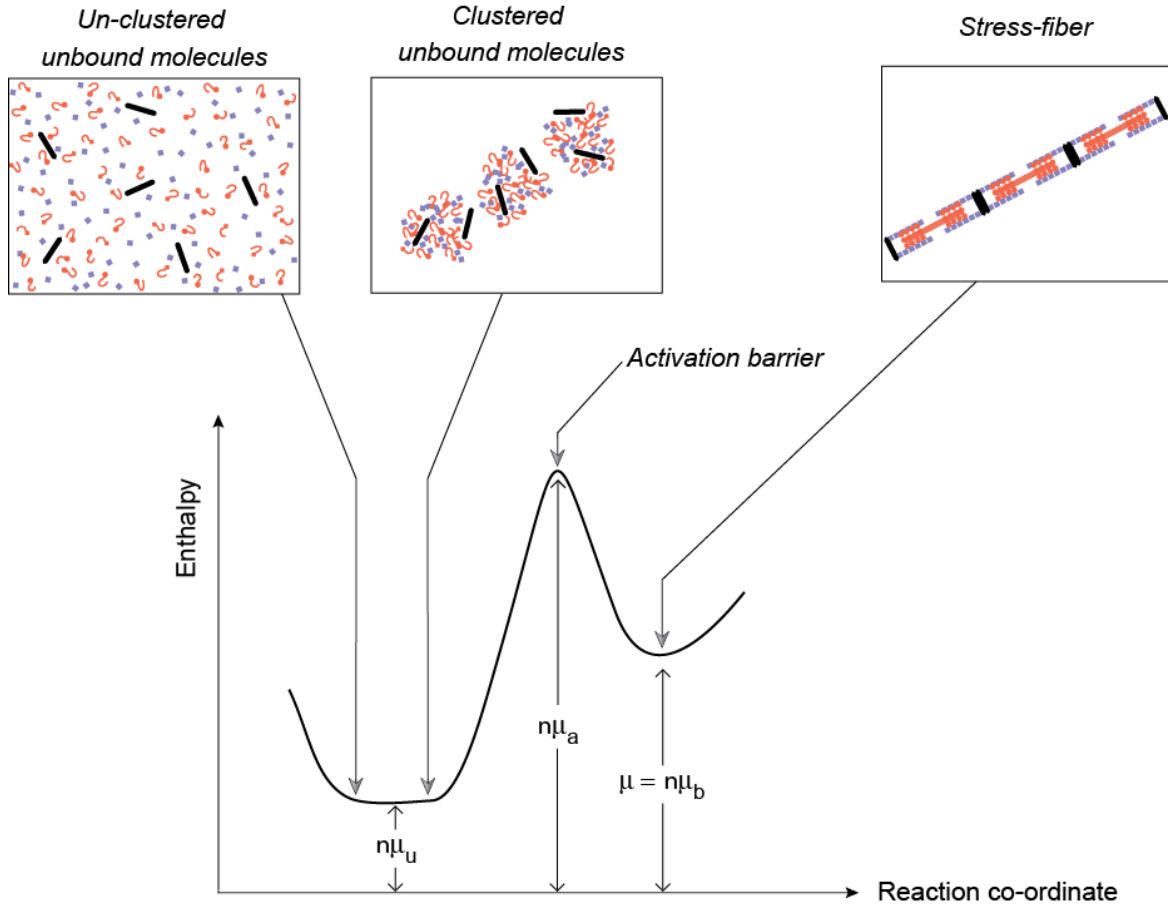 Un-clustered
unbound molecules
Clustered
unbound molecules
Stress-fiber
Activation barrier
Enthalpy
nμₐ
μ = nμb
nμᵤ
Reaction co-ordinate